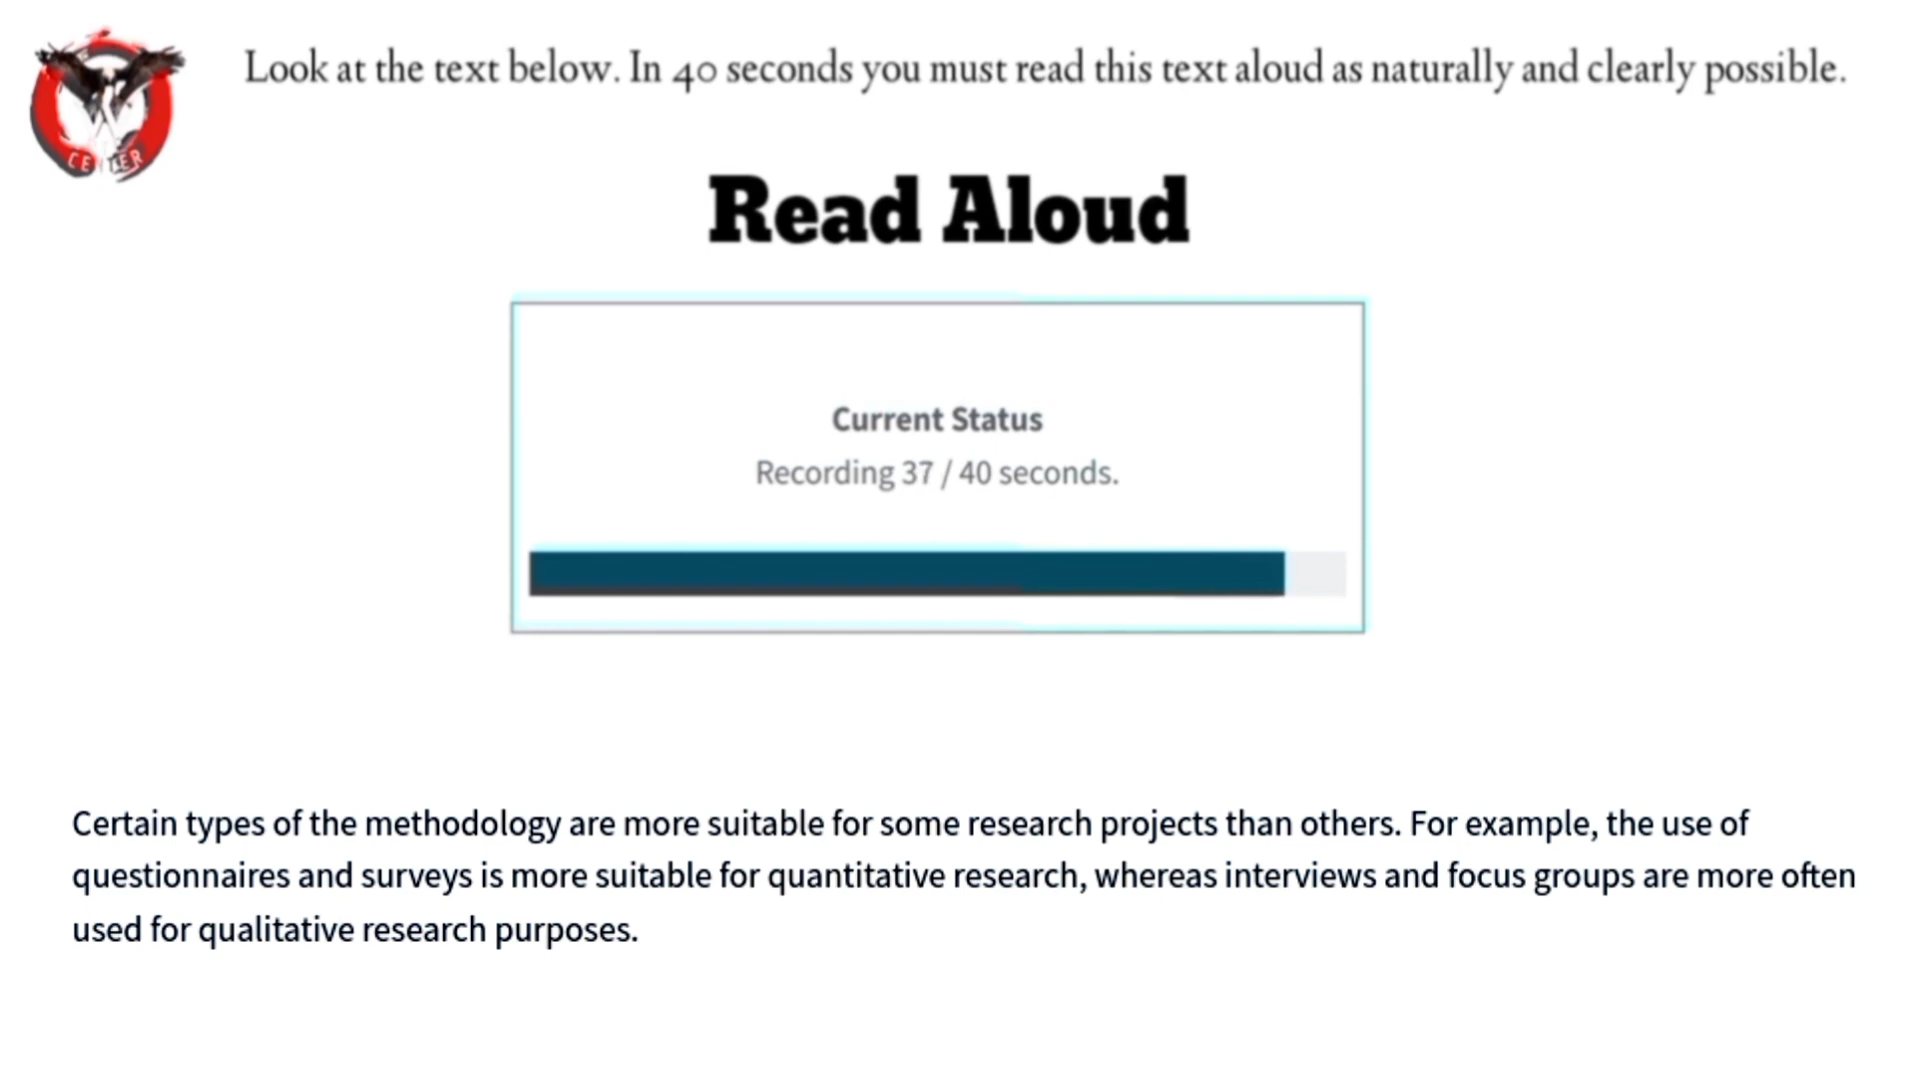 Look at the text below. In 40 seconds you must read this text aloud as naturally and clearly possible.
CENTER
Read Aloud
Current Status
Recording 37 / 40 seconds.
Certain types of the methodology are more suitable for some research projects than others. For example, the use of
questionnaires and surveys is more suitable for quantitative research, whereas interviews and focus groups are more often
used for qualitative research purposes.